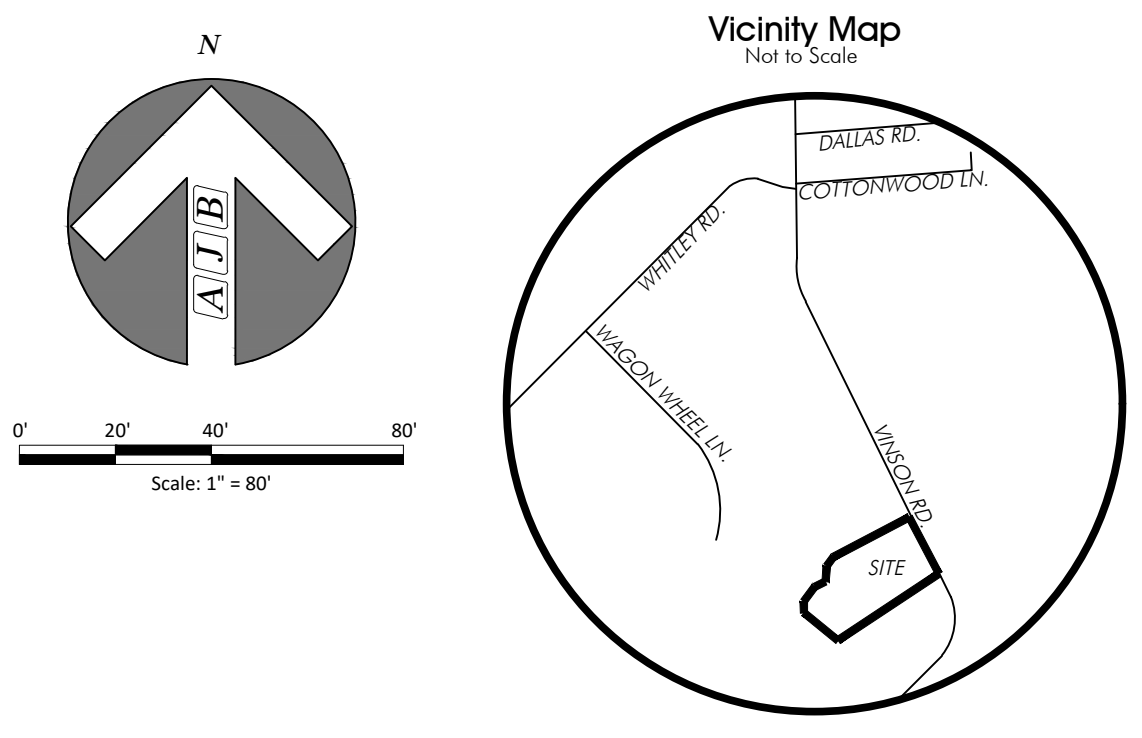 N
A J B
0' 20' 40' 80'
Scale: 1" = 80'
Vicinity Map
Not to Scale
DALLAS RD.
COTTONWOOD LN.
WHITLEY RD.
WAGON WHEEL LN.
VINSON RD.
SITE